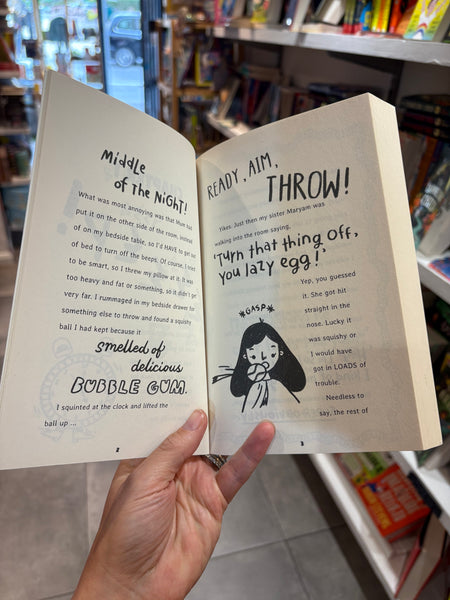 Middle
of The NighT!
What was most annoying was that Mum had
put it on the other side of the room, instead
of on my bedside table, so I'd HAVE to get out
of bed to turn off the beeps. Of course, I tried
to be smart, so I threw my pillow at it. It was
too heavy and fat or something, so it didn't get
very far. I rummaged in my bedside drawer for
something else to throw and found a squishy
ball I had kept because it
smelled of
delicious
BUBBLE GUM.
I squinted at the clock and lifted the
ball up ...
2
READY, AIM,
THROW!
Yikes. Just then my sister Maryam was
walking into the room saying,
'Turn that thing off,
you lazy egg!'
*GASP*
Yep, you guessed
it. She got hit
straight in the
nose. Lucky it
was squishy or
I would have
got in LOADS of
trouble.
Needless to
say, the rest of
3